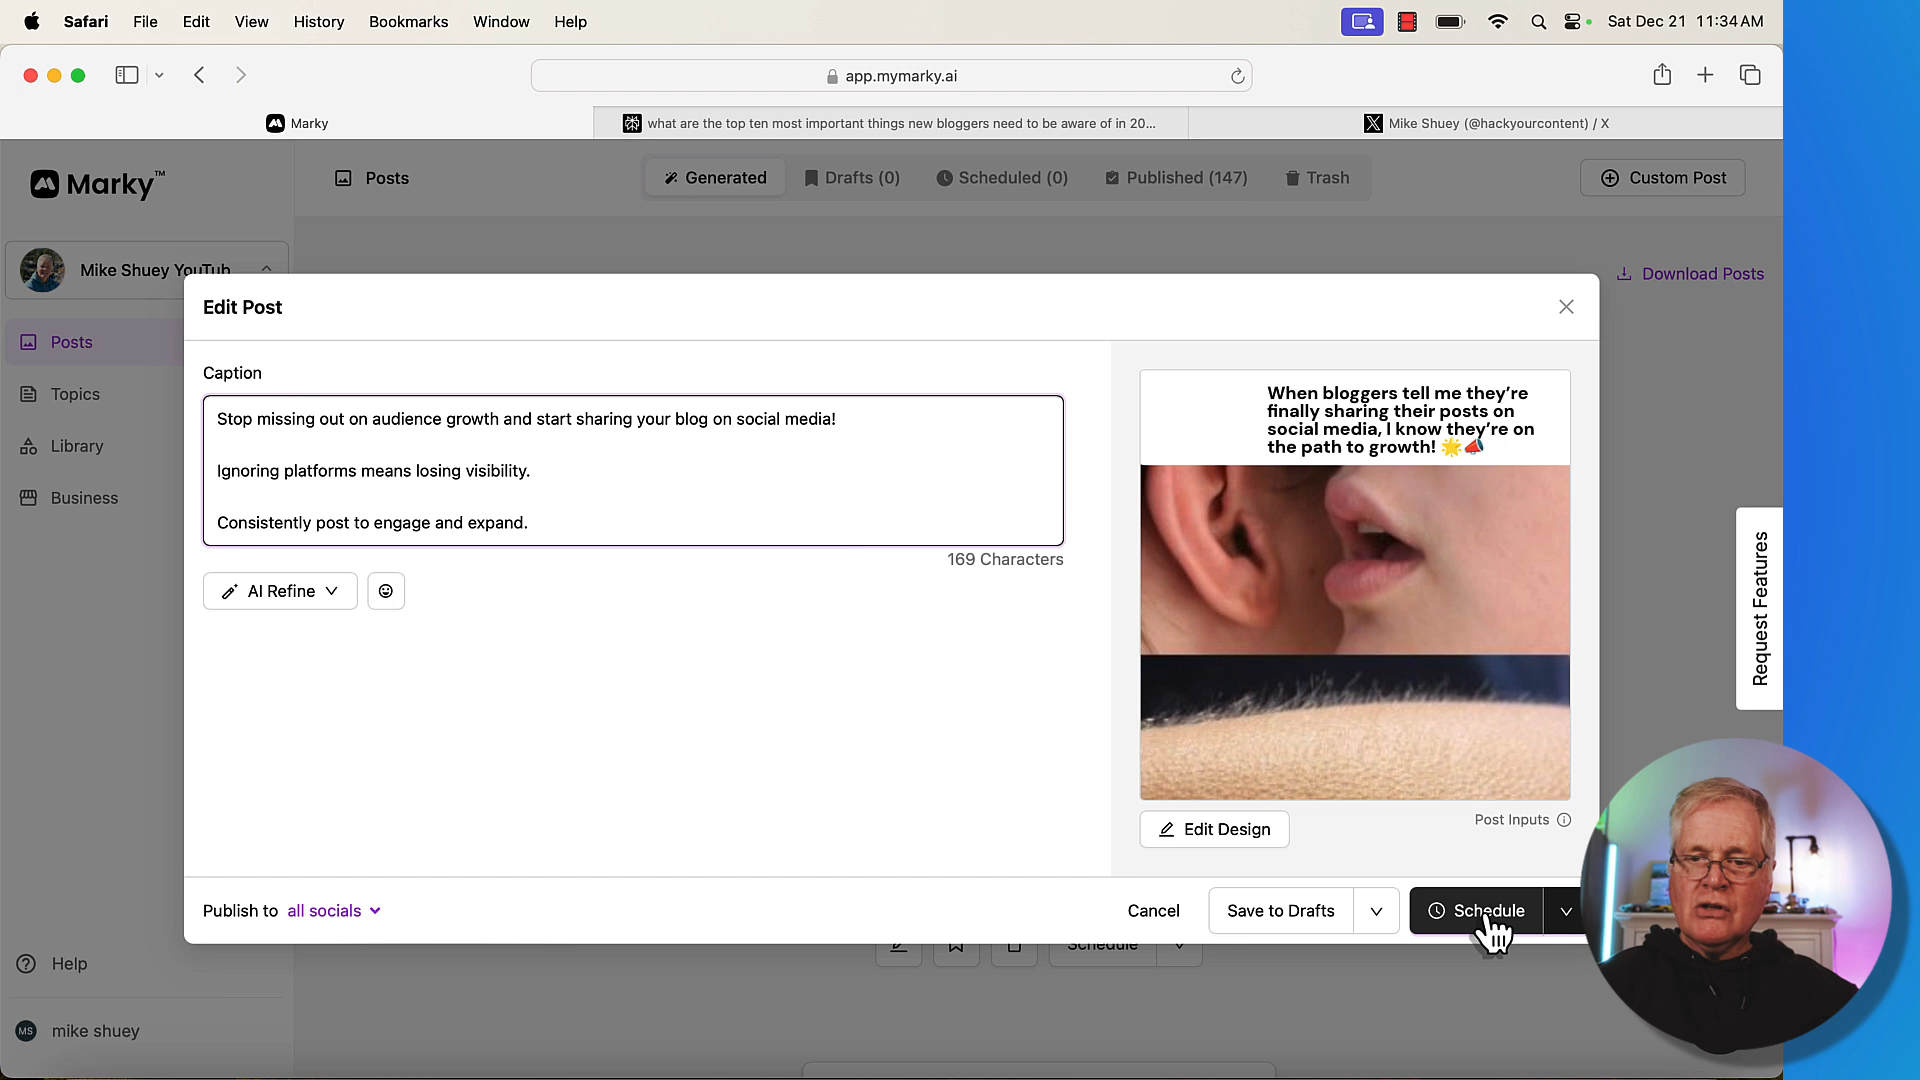 Safari File Edit View History Bookmarks Window Help Sat Dec 21 11:34 AM
app.mymarky.ai
Marky what are the top ten most important things new bloggers need to be aware of in 20... Mike Shuey (@hackyourcontent) / X
Marky™ Posts Generated Drafts (0) Scheduled (0) Published (147) Trash Custom Post
Mike Shuey YouTub
Download Posts
Edit Post
Posts
Topics
Library
Business
Caption
Stop missing out on audience growth and start sharing your blog on social media!
Ignoring platforms means losing visibility.
Consistently post to engage and expand.
169 Characters
AI Refine
When bloggers tell me they're
finally sharing their posts on
social media, I know they're on
the path to growth! 🌟📣
Edit Design
Post Inputs
Request Features
Publish to all socials Cancel Save to Drafts Schedule
Schedule
Help
MS mike shuey